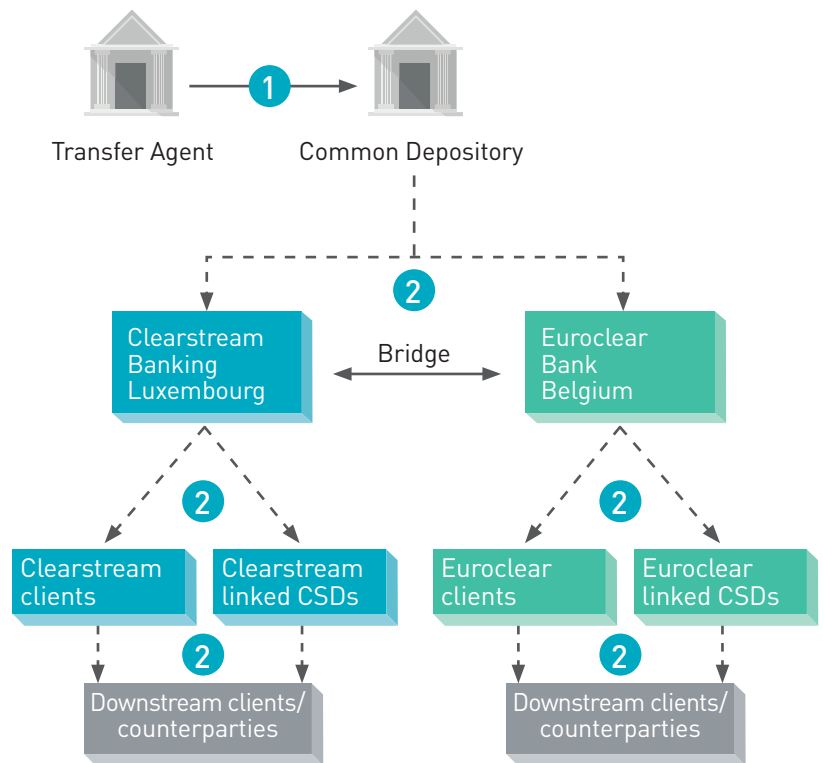 1
Transfer Agent
Common Depository
2
Clearstream
Banking
Luxembourg
Bridge
Euroclear
Bank
Belgium
2
2
Clearstream
clients
Clearstream
linked CSDs
Euroclear
clients
Euroclear
linked CSDs
2
2
Downstream clients/
counterparties
Downstream clients/
counterparties